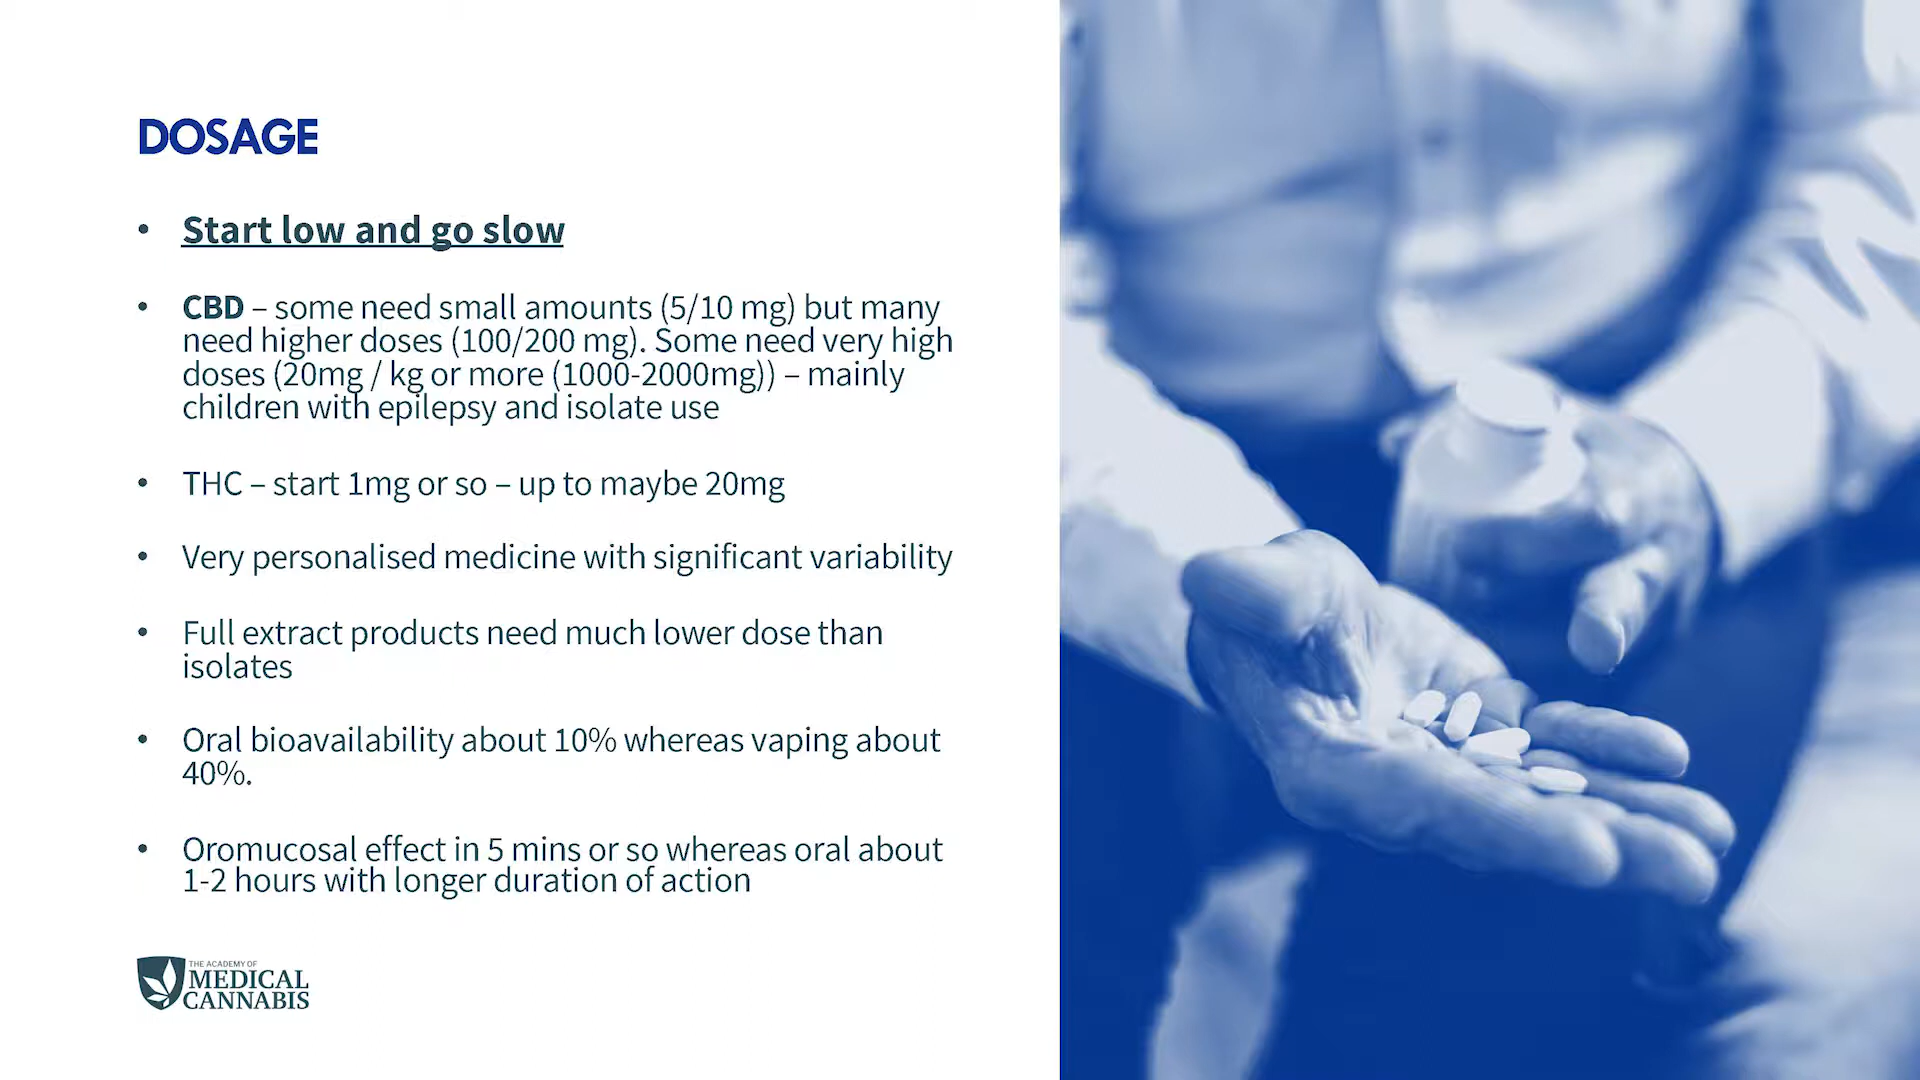 DOSAGE
• Start low and go slow
• CBD – some need small amounts (5/10 mg) but many
need higher doses (100/200 mg). Some need very high
doses (20mg / kg or more (1000-2000mg)) – mainly
children with epilepsy and isolate use
• THC – start 1mg or so – up to maybe 20mg
• Very personalised medicine with significant variability
• Full extract products need much lower dose than
isolates
• Oral bioavailability about 10% whereas vaping about
40%.
• Oromucosal effect in 5 mins or so whereas oral about
1-2 hours with longer duration of action
THE ACADEMY OF
MEDICAL
CANNABIS